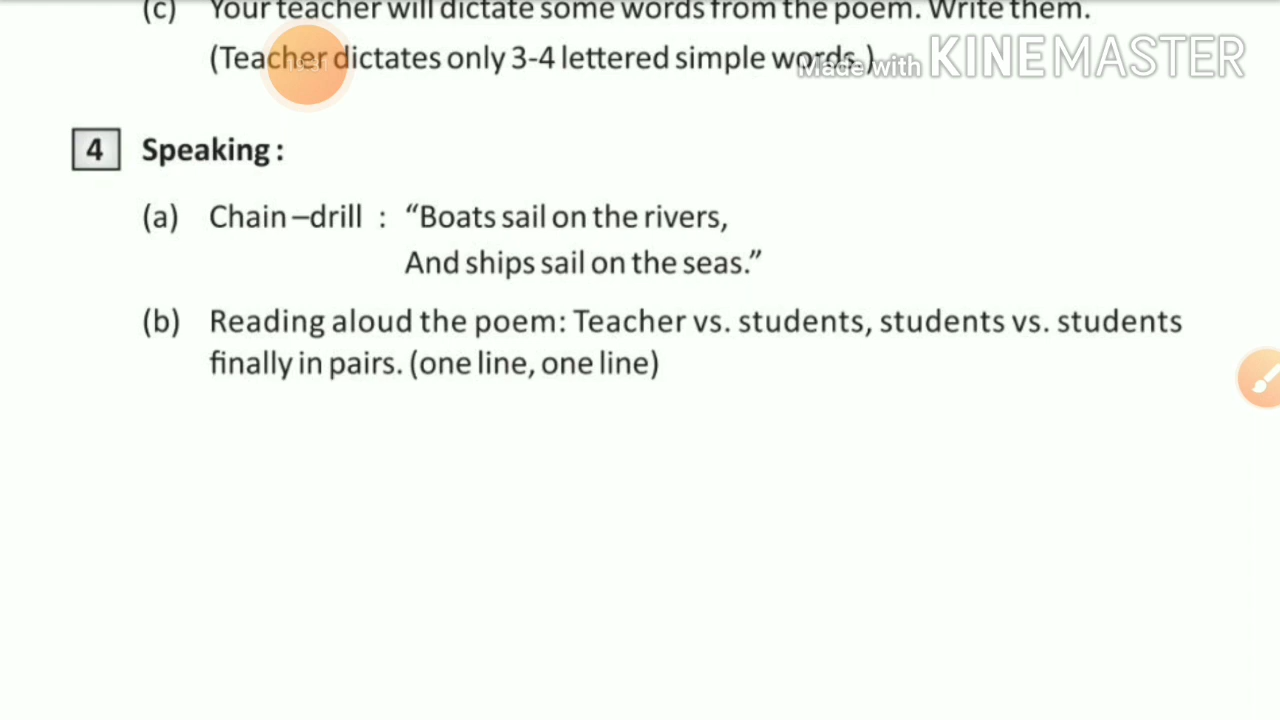 (c) Your teacher will dictate some words from the poem. Write them.
(Teacher dictates only 3-4 lettered simple words.)
Made with KINEMASTER
4 Speaking :
(a) Chain–drill : “Boats sail on the rivers,
And ships sail on the seas.”
(b) Reading aloud the poem: Teacher vs. students, students vs. students
finally in pairs. (one line, one line)